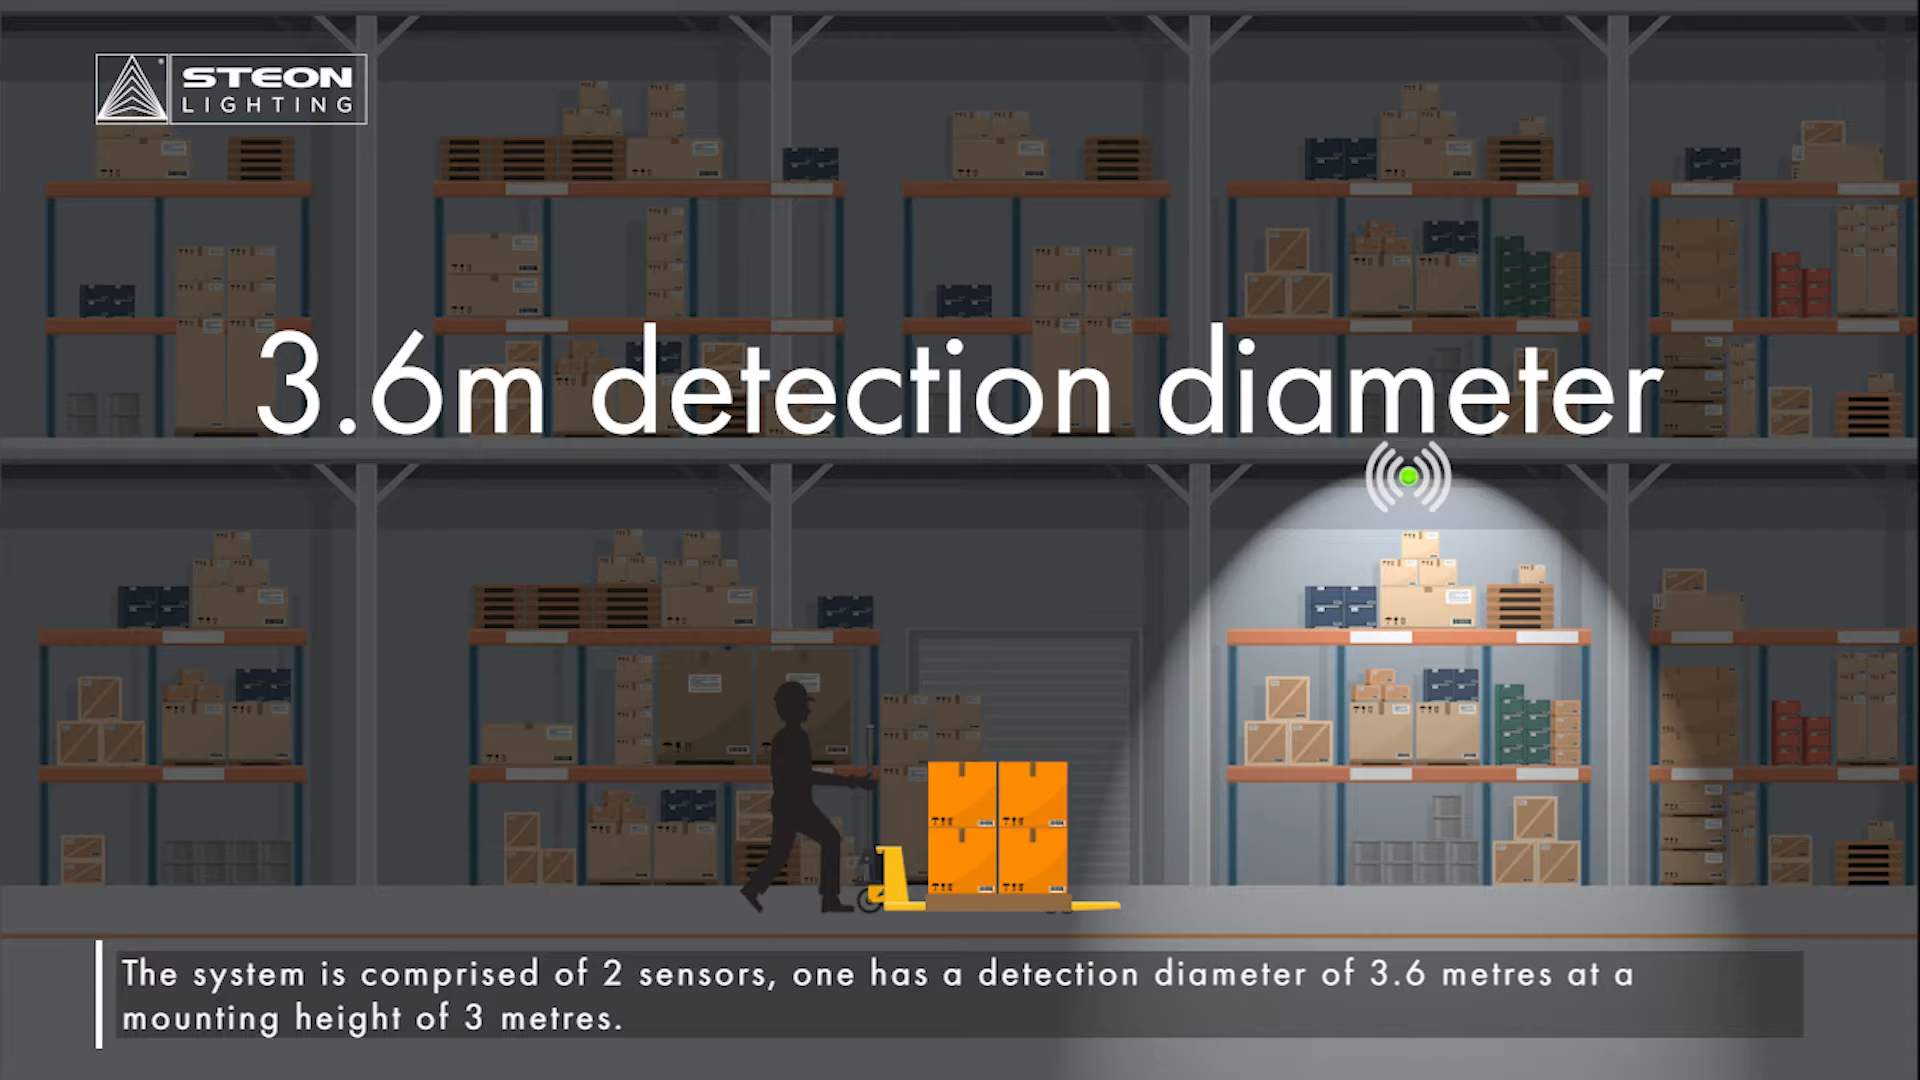 STEON
LIGHTING
3.6m detection diameter
The system is comprised of 2 sensors, one has a detection diameter of 3.6 metres at a
mounting height of 3 metres.